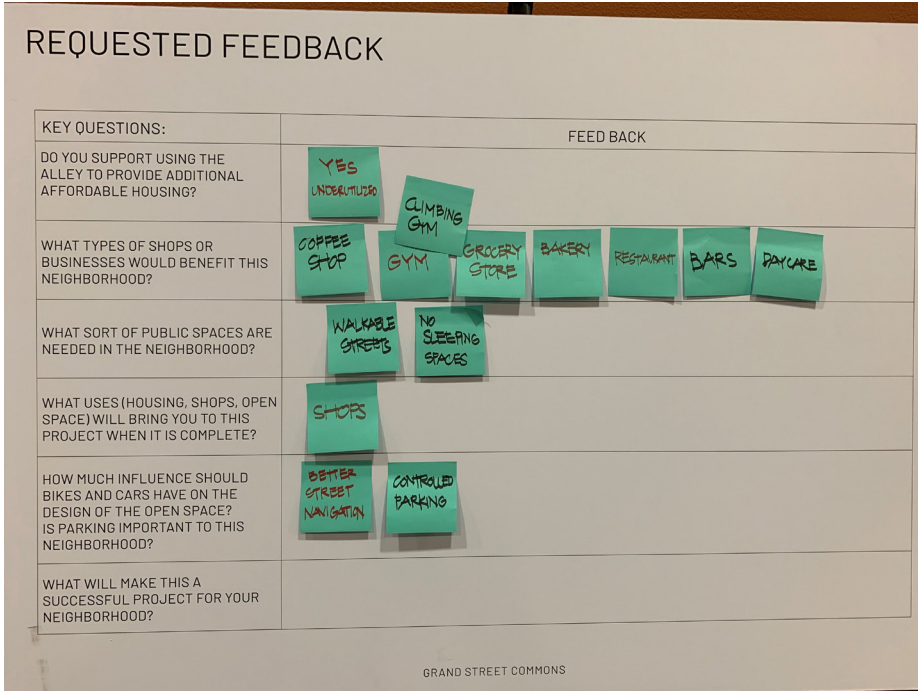 REQUESTED FEEDBACK
KEY QUESTIONS:
FEED BACK
DO YOU SUPPORT USING THE
ALLEY TO PROVIDE ADDITIONAL
AFFORDABLE HOUSING?
YES
UNDERUTILIZED
WHAT TYPES OF SHOPS OR
BUSINESSES WOULD BENEFIT THIS
NEIGHBORHOOD?
COFFEE
SHOP
CLIMBING
GYM
GYM
GROCERY
STORE
BAKERY
RESTAURANT
BARS
DAYCARE
WHAT SORT OF PUBLIC SPACES ARE
NEEDED IN THE NEIGHBORHOOD?
WALKABLE
STREETS
NO
SLEEPING
SPACES
WHAT USES (HOUSING, SHOPS, OPEN
SPACE) WILL BRING YOU TO THIS
PROJECT WHEN IT IS COMPLETE?
SHOPS
HOW MUCH INFLUENCE SHOULD
BIKES AND CARS HAVE ON THE
DESIGN OF THE OPEN SPACE?
IS PARKING IMPORTANT TO THIS
NEIGHBORHOOD?
BETTER
STREET
NAVIGATION
CONTROLLED
PARKING
WHAT WILL MAKE THIS A
SUCCESSFUL PROJECT FOR YOUR
NEIGHBORHOOD?
GRAND STREET COMMONS